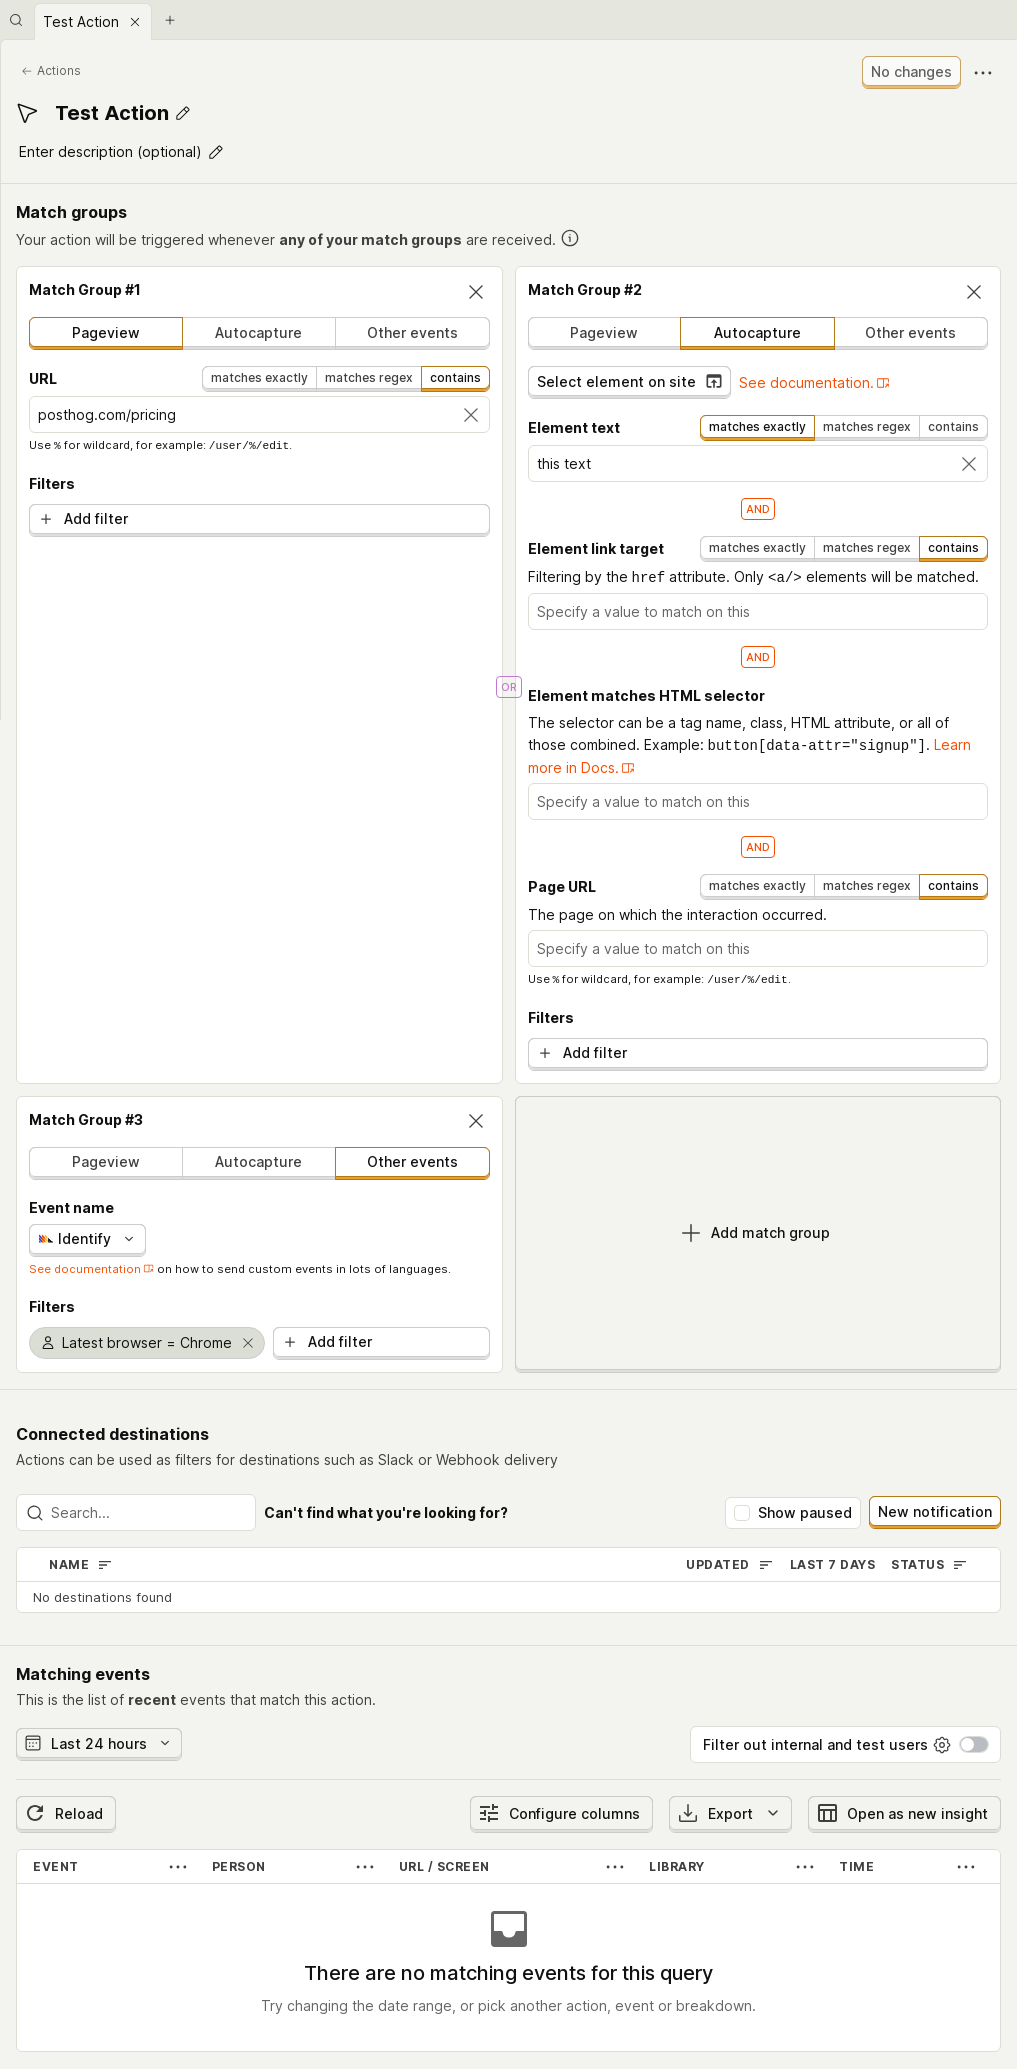 Test Action
Actions
No changes
Test Action
Enter description (optional)
Match groups
Your action will be triggered whenever any of your match groups are received.
Match Group #1
Pageview
Autocapture
Other events
URL
matches exactly
matches regex
contains
posthog.com/pricing
Use % for wildcard, for example: /user/%/edit.
Filters
Add filter
OR
Match Group #2
Pageview
Autocapture
Other events
Select element on site
See documentation.
Element text
matches exactly
matches regex
contains
this text
AND
Element link target
matches exactly
matches regex
contains
Filtering by the href attribute. Only <a/> elements will be matched.
Specify a value to match on this
AND
Element matches HTML selector
The selector can be a tag name, class, HTML attribute, or all of
those combined. Example: button[data-attr="signup"]. Learn
more in Docs.
Specify a value to match on this
AND
Page URL
matches exactly
matches regex
contains
The page on which the interaction occurred.
Specify a value to match on this
Use % for wildcard, for example: /user/%/edit.
Filters
Add filter
Match Group #3
Pageview
Autocapture
Other events
Event name
Identify
See documentation on how to send custom events in lots of languages.
Filters
Latest browser = Chrome
Add filter
Add match group
Connected destinations
Actions can be used as filters for destinations such as Slack or Webhook delivery
Search...
Can't find what you're looking for?
Show paused
New notification
NAME
UPDATED
LAST 7 DAYS
STATUS
No destinations found
Matching events
This is the list of recent events that match this action.
Last 24 hours
Filter out internal and test users
Reload
Configure columns
Export
Open as new insight
EVENT
PERSON
URL / SCREEN
LIBRARY
TIME
There are no matching events for this query
Try changing the date range, or pick another action, event or breakdown.